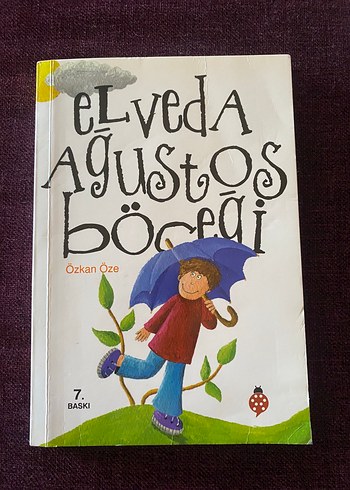 ELVEDA
AĞUSTOS
BÖCEĞİ
Özkan Öze
7.
BASKI